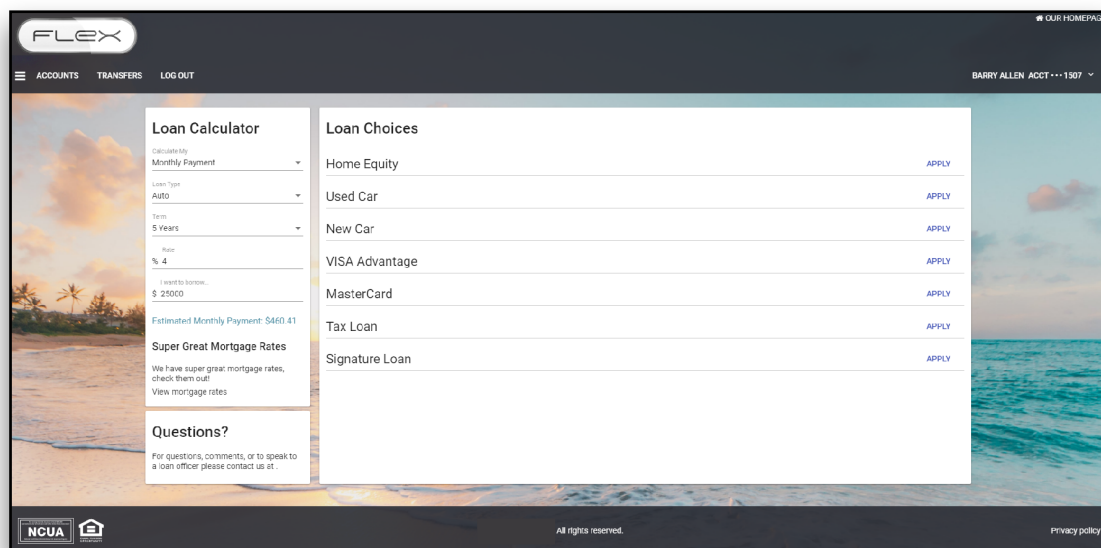 FLEX
OUR HOMEPAG
ACCOUNTS TRANSFERS LOG OUT
BARRY ALLEN ACCT ••• 1507
Loan Calculator
Calculate My
Monthly Payment
Loan Type
Auto
Term
5 Years
Rate
% 4
I want to borrow...
$ 25000
Estimated Monthly Payment: $460.41
Super Great Mortgage Rates
We have super great mortgage rates,
check them out!
View mortgage rates
Questions?
For questions, comments, or to speak to
a loan officer please contact us at .
Loan Choices
Home Equity APPLY
Used Car APPLY
New Car APPLY
VISA Advantage APPLY
MasterCard APPLY
Tax Loan APPLY
Signature Loan APPLY
NCUA
All rights reserved.
Privacy policy